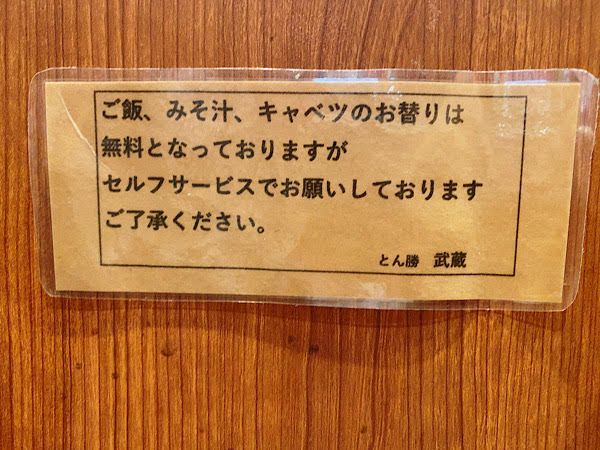 ご飯、みそ汁、キャベツのお替りは
無料となっておりますが
セルフサービスでお願いしております
ご了承ください。
とん勝　武蔵